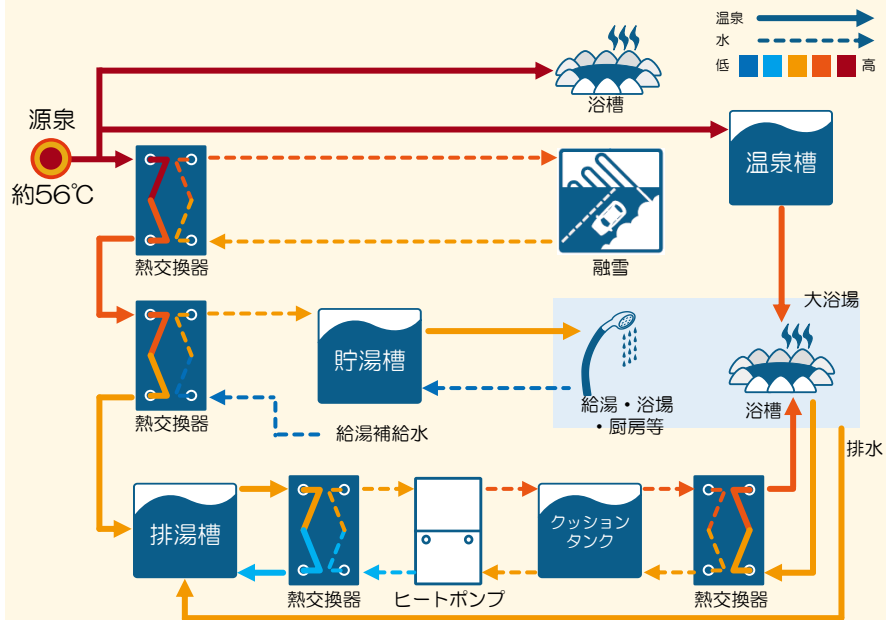 温泉
水
低
高
浴槽
源泉
約56℃
温泉槽
熱交換器
融雪
大浴場
貯湯槽
給湯・浴場
・厨房等
浴槽
熱交換器
給湯補給水
排水
排湯槽
クッション
タンク
熱交換器
ヒートポンプ
熱交換器